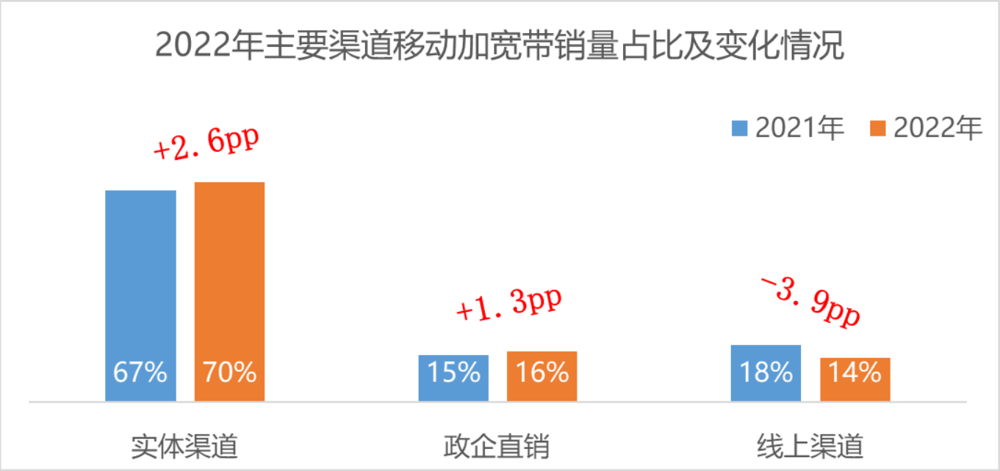 2022年主要渠道移动加宽带销量占比及变化情况
2021年 2022年
+2.6pp
+1.3pp
-3.9pp
67% 70% 15% 16% 18% 14%
实体渠道 政企直销 线上渠道